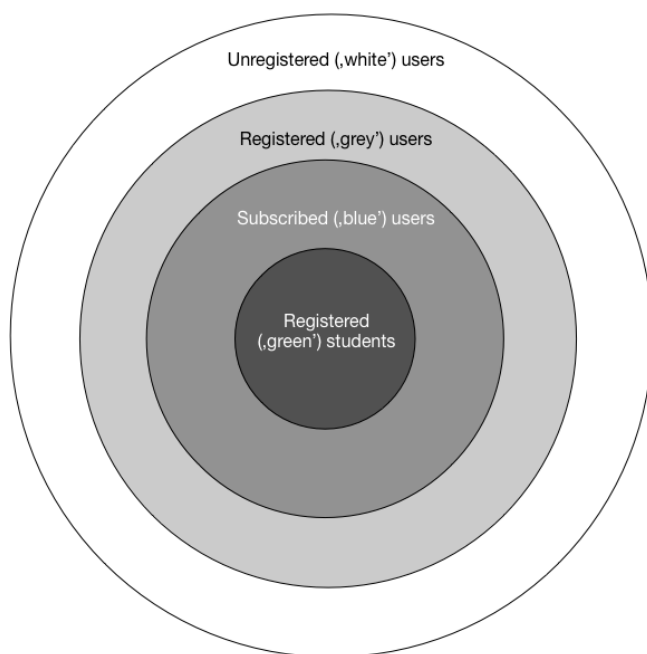 Unregistered (‚white’) users
Registered (‚grey’) users
Subscribed (‚blue’) users
Registered
(‚green’) students